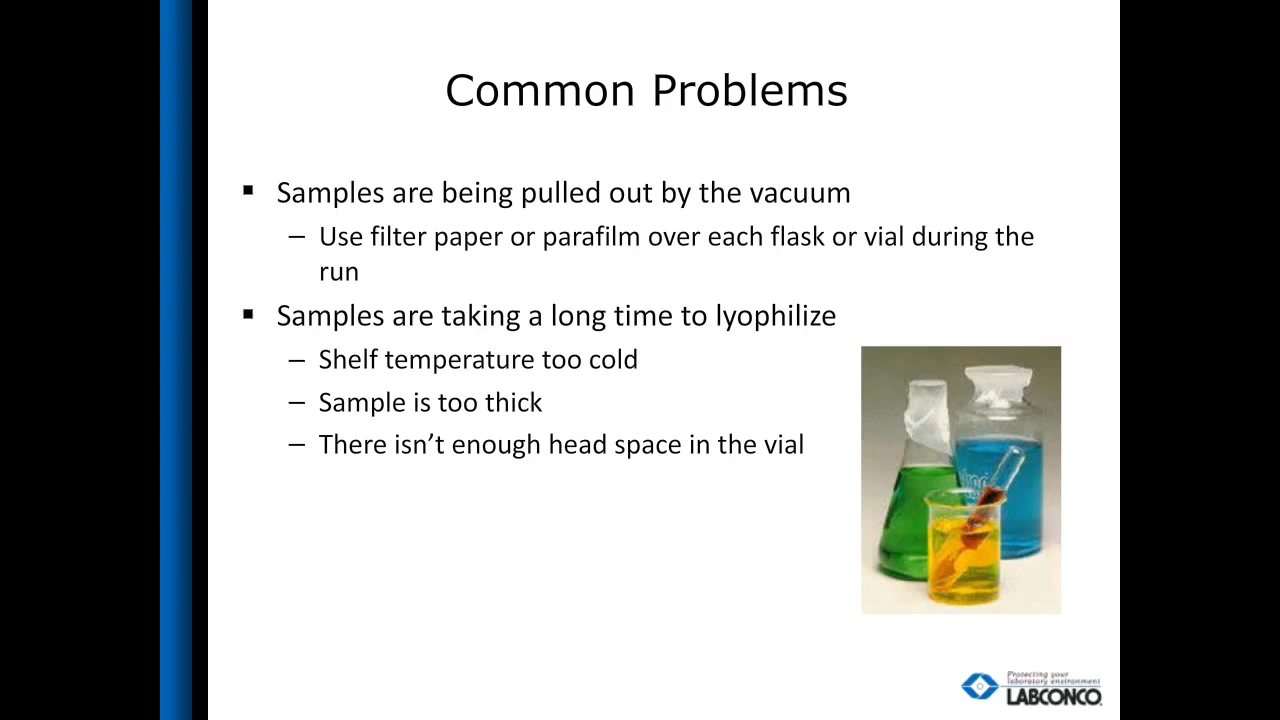 Common Problems
▪ Samples are being pulled out by the vacuum
– Use filter paper or parafilm over each flask or vial during the
run
▪ Samples are taking a long time to lyophilize
– Shelf temperature too cold
– Sample is too thick
– There isn’t enough head space in the vial
Protecting your
laboratory environment
LABCONCO